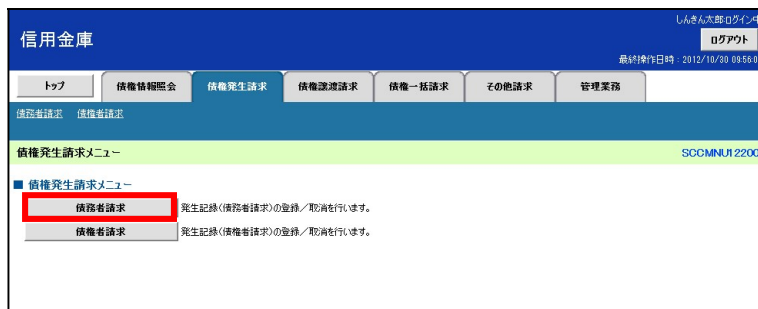 しんきん太郎ログイン中
信用金庫
ログアウト
最終操作日時：2012/10/30 09:56:0
トップ 債権情報照会 債権発生請求 債権譲渡請求 債権一括請求 その他請求 管理業務
債務者請求 債権者請求
債権発生請求メニュー SCCMNU12200
■ 債権発生請求メニュー
債務者請求 発生記録(債務者請求)の登録／取消を行います。
債権者請求 発生記録(債権者請求)の登録／取消を行います。